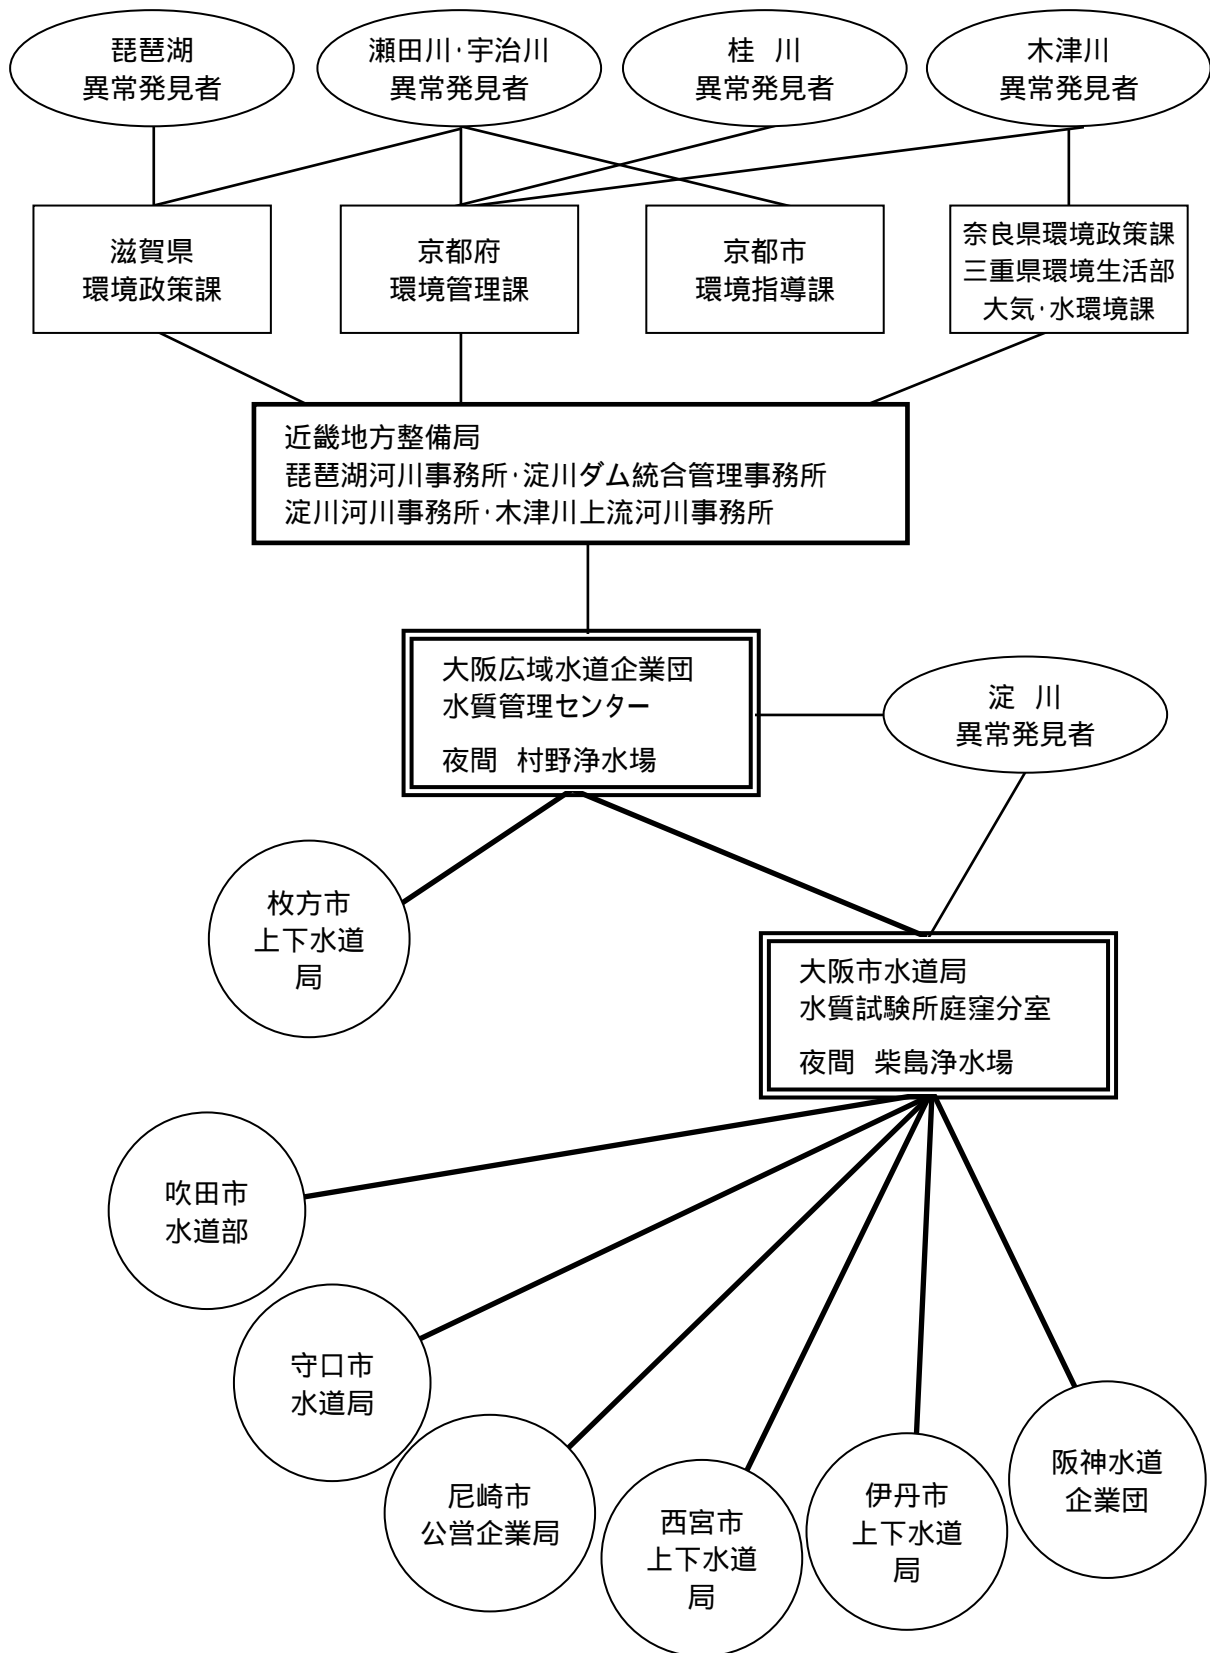 琵琶湖
異常発見者
瀬田川･宇治川
異常発見者
桂　川
異常発見者
木津川
異常発見者
滋賀県
環境政策課
京都府
環境管理課
京都市
環境指導課
奈良県環境政策課
三重県環境生活部
大気･水環境課
近畿地方整備局
琵琶湖河川事務所･淀川ダム統合管理事務所
淀川河川事務所･木津川上流河川事務所
大阪広域水道企業団
水質管理センター
夜間　村野浄水場
淀　川
異常発見者
枚方市
上下水道
局
大阪市水道局
水質試験所庭窪分室
夜間　柴島浄水場
吹田市
水道部
守口市
水道局
尼崎市
公営企業局
西宮市
上下水道
局
伊丹市
上下水道
局
阪神水道
企業団